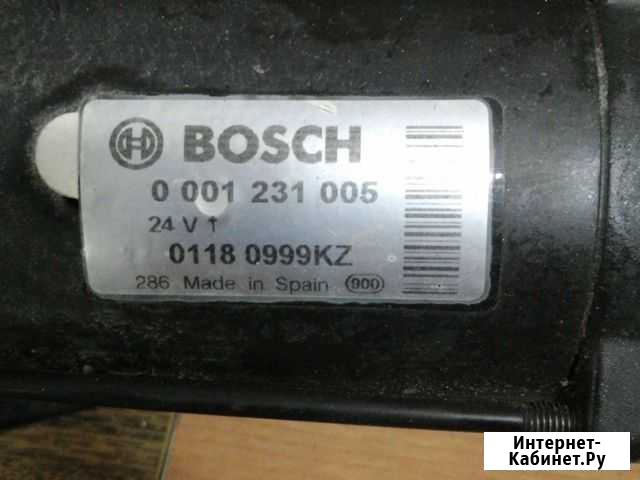 BOSCH
0 001 231 005
24 V ↑
0118 0999KZ
286 Made in Spain 900
Интернет-
Кабинет.Ру